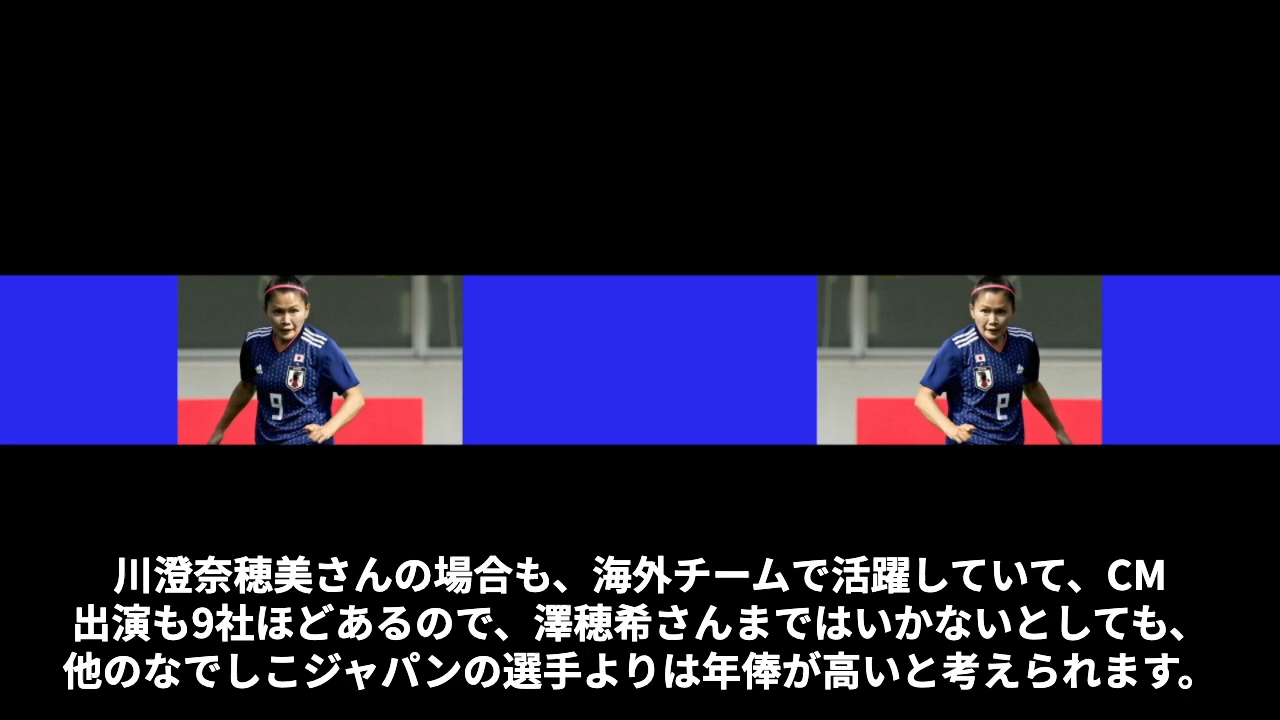 9
9
川澄奈穂美さんの場合も、海外チームで活躍していて、CM
出演も9社ほどあるので、澤穂希さんまではいかないとしても、
他のなでしこジャパンの選手よりは年俸が高いと考えられます。